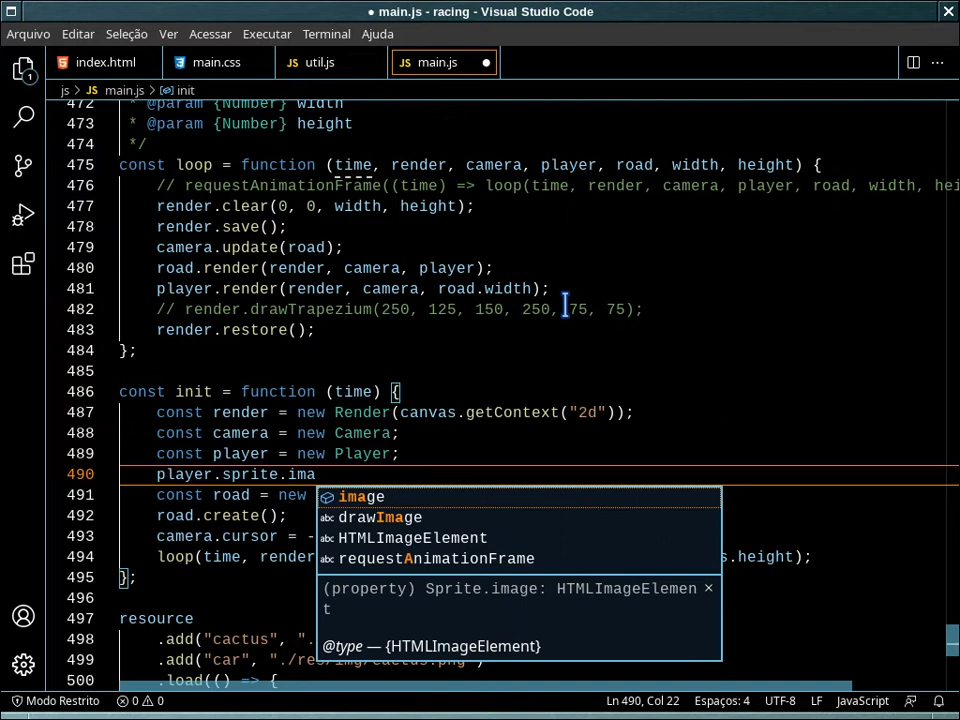 ● main.js - racing - Visual Studio Code
Arquivo Editar Seleção Ver Acessar Executar Terminal Ajuda
index.html main.css util.js main.js
js > main.js > init
472 * @param {Number} width
473 * @param {Number} height
474 */
475 const loop = function (time, render, camera, player, road, width, height) {
476 // requestAnimationFrame((time) => loop(time, render, camera, player, road, width, hei
477 render.clear(0, 0, width, height);
478 render.save();
479 camera.update(road);
480 road.render(render, camera, player);
481 player.render(render, camera, road.width);
482 // render.drawTrapezium(250, 125, 150, 250, 75, 75);
483 render.restore();
484 };
485
486 const init = function (time) {
487 const render = new Render(canvas.getContext("2d"));
488 const camera = new Camera;
489 const player = new Player;
490 player.sprite.ima
491 const road = new
492 road.create();
493 camera.cursor = -
494 loop(time, render s.height);
495 };
496
497 resource
498 .add("cactus", ".
499 .add("car", "./res/img/cactus.png")
500 .load(() => {
image
drawImage
HTMLImageElement
requestAnimationFrame
(property) Sprite.image: HTMLImageElemen
t
@type — {HTMLImageElement}
1
Modo Restrito 0 0 Ln 490, Col 22 Espaços: 4 UTF-8 LF JavaScript